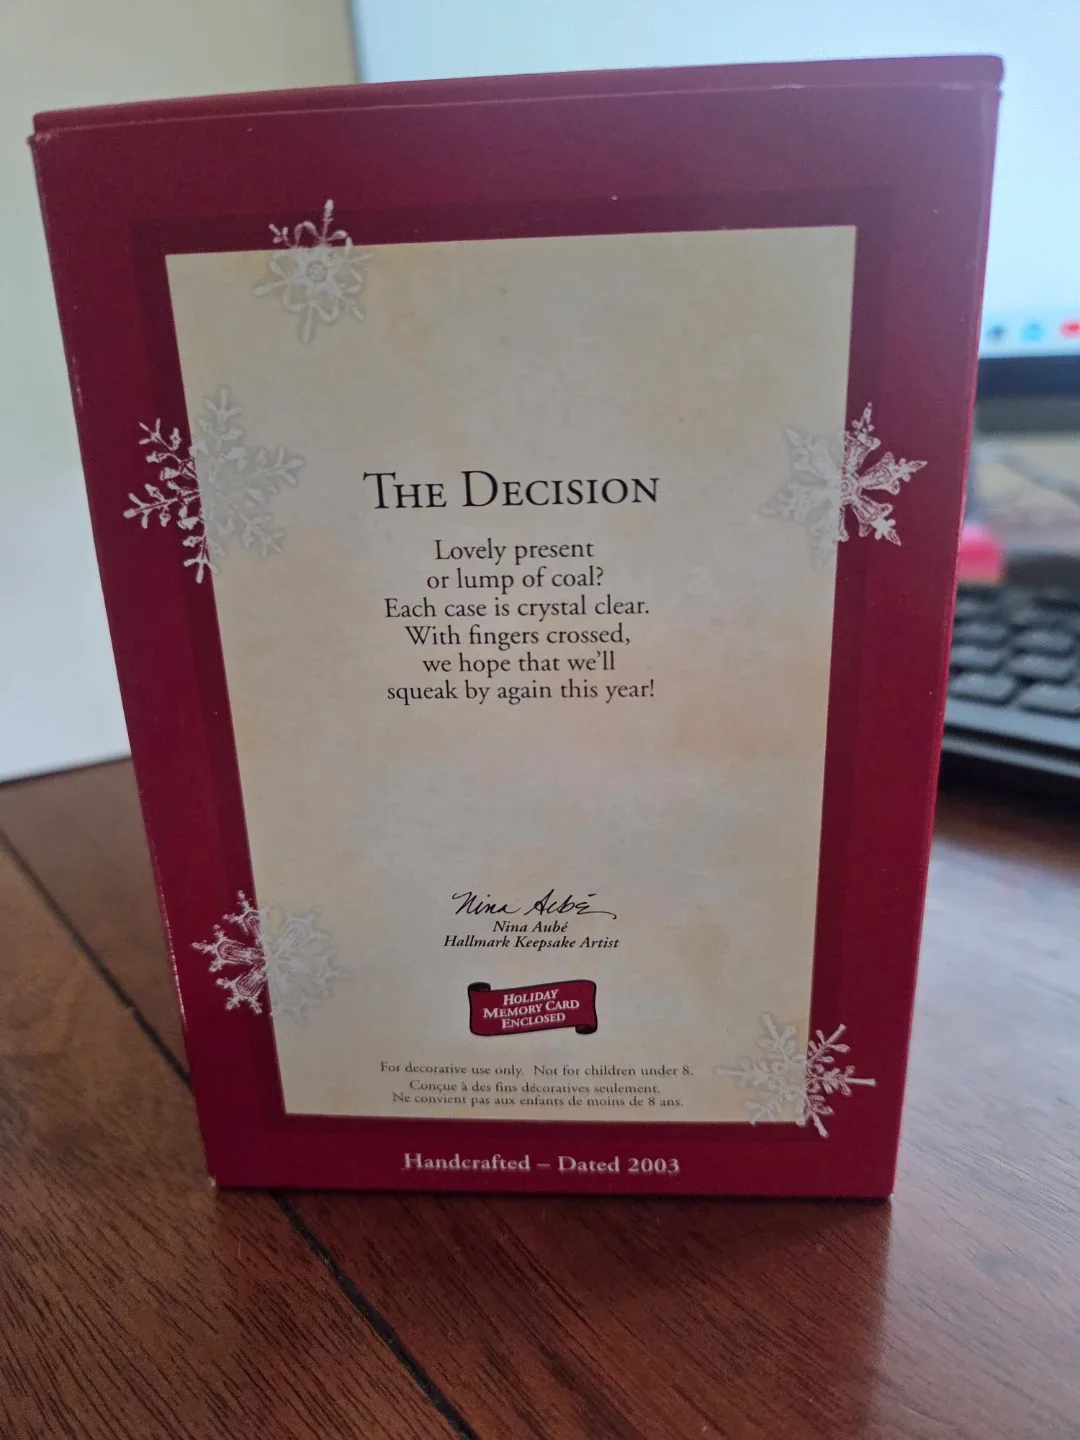 THE DECISION
Lovely present
or lump of coal?
Each case is crystal clear.
With fingers crossed,
we hope that we'll
squeak by again this year!
Nina Aubé
Nina Aubé
Hallmark Keepsake Artist
HOLIDAY
MEMORY CARD
ENCLOSED
For decorative use only. Not for children under 8.
Conçue à des fins décoratives seulement.
Ne convient pas aux enfants de moins de 8 ans.
Handcrafted – Dated 2003